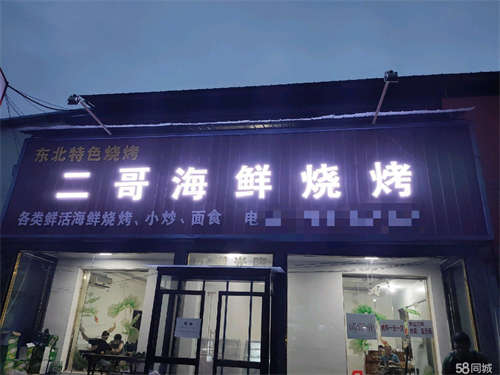 东北特色烧烤
二哥海鲜烧烤
各类鲜活海鲜烧烤、小炒、面食 电
58同城